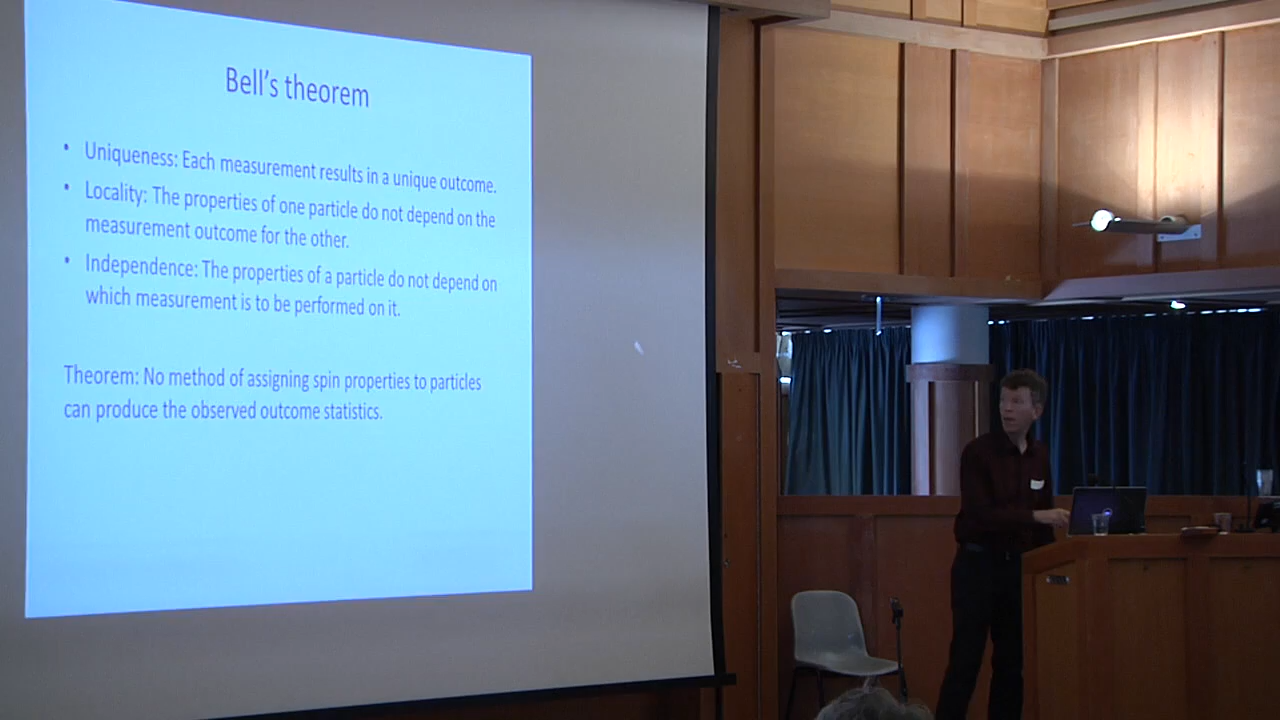 Bell's theorem
• Uniqueness: Each measurement results in a unique outcome.
• Locality: The properties of one particle do not depend on the
measurement outcome for the other.
• Independence: The properties of a particle do not depend on
which measurement is to be performed on it.
Theorem: No method of assigning spin properties to particles
can produce the observed outcome statistics.